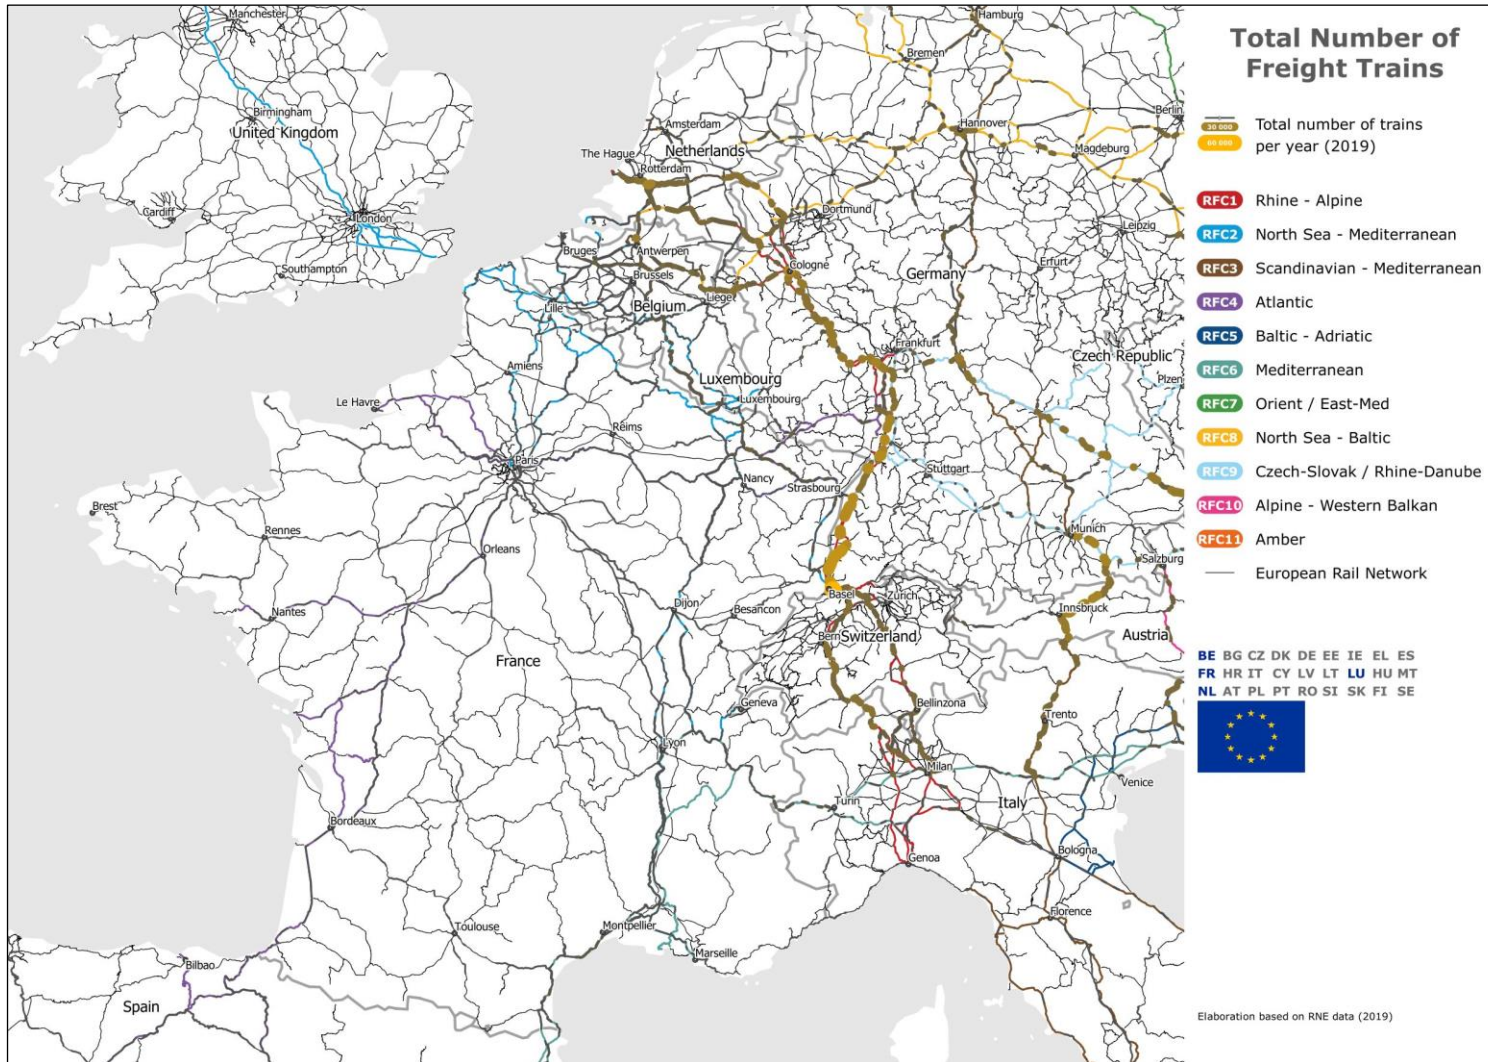 Total Number of
Freight Trains
30 000
60 000
Total number of trains
per year (2019)
RFC1 Rhine - Alpine
RFC2 North Sea - Mediterranean
RFC3 Scandinavian - Mediterranean
RFC4 Atlantic
RFC5 Baltic - Adriatic
RFC6 Mediterranean
RFC7 Orient / East-Med
RFC8 North Sea - Baltic
RFC9 Czech-Slovak / Rhine-Danube
RFC10 Alpine - Western Balkan
RFC11 Amber
European Rail Network
BE BG CZ DK DE EE IE EL ES
FR HR IT CY LV LT LU HU MT
NL AT PL PT RO SI SK FI SE
Elaboration based on RNE data (2019)
Manchester
Hamburg
Bremen
Berlin
Birmingham
United Kingdom
Amsterdam
Hannover
The Hague
Netherlands
Magdeburg
Rotterdam
Cardiff
London
Dortmund
Leipzig
Bruges
Antwerpen
Southampton
Brussels
Cologne
Germany
Erfurt
Liege
Lille
Belgium
Frankfurt
Czech Republic
Amiens
Luxembourg
Plzen
Le Havre
Luxembourg
Reims
Paris
Stuttgart
Nancy
Strasbourg
Brest
Rennes
Munich
Orleans
Salzburg
Basel
Zurich
Nantes
Dijon
Besancon
Innsbruck
Bern
Switzerland
Austria
France
Geneva
Bellinzona
Trento
Lyon
Milan
Venice
Turin
Italy
Bordeaux
Genoa
Bologna
Florence
Toulouse
Montpellier
Marseille
Bilbao
Spain